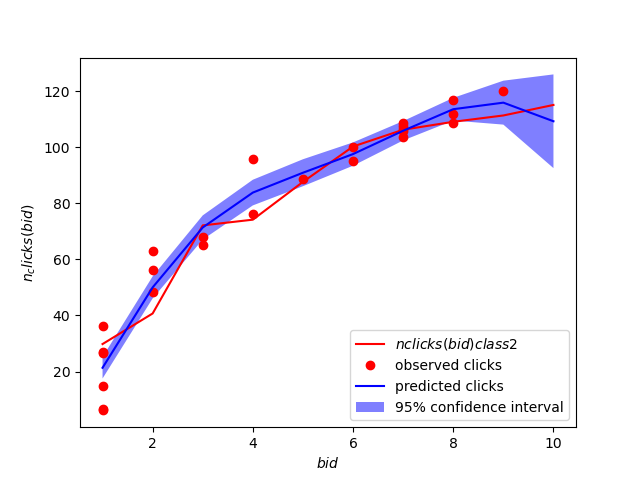 120
100
80
60
40
20
n_clicks(bid)
nclicks(bid)class2
observed clicks
predicted clicks
95% confidence interval
2
4
6
8
10
bid